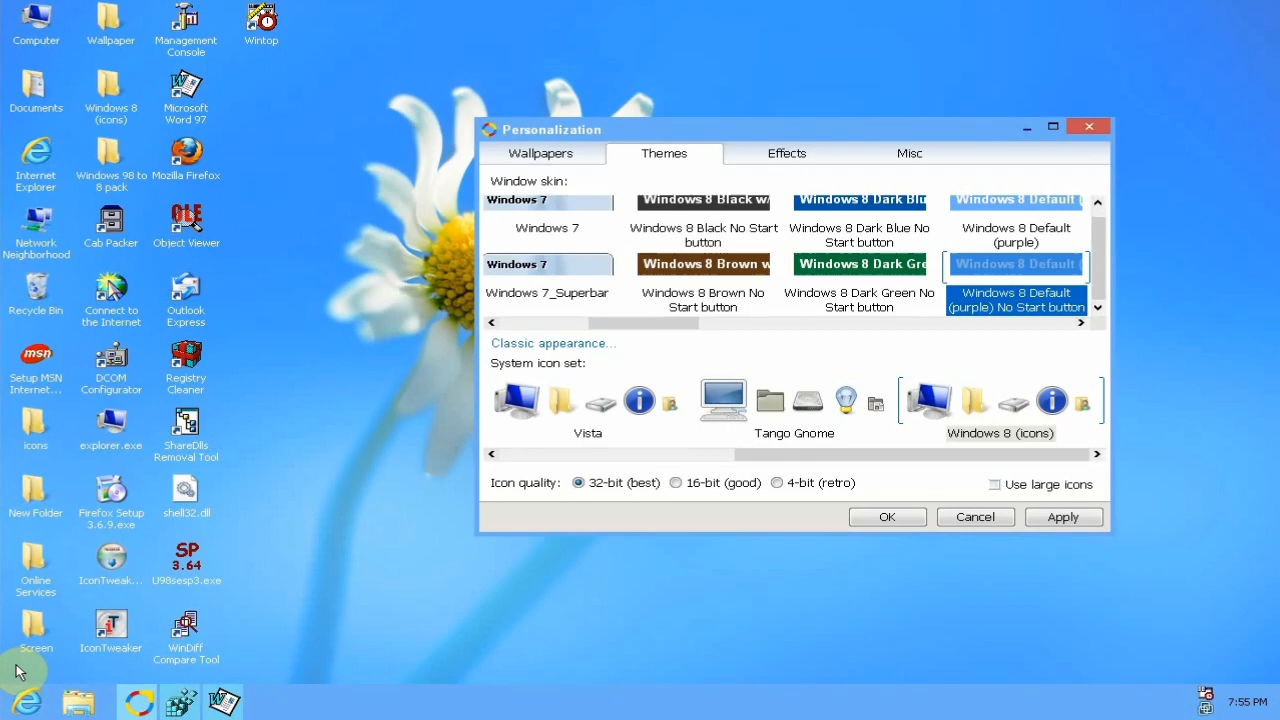 Computer
Wallpaper
Management
Console
Wintop
Documents
Windows 8
(icons)
Microsoft
Word 97
Internet
Explorer
Windows 98 to
8 pack
Mozilla Firefox
Network
Neighborhood
Cab Packer
OLE
Object Viewer
Recycle Bin
Connect to
the Internet
Outlook
Express
msn
Setup MSN
Internet...
DCOM
Configurator
Registry
Cleaner
icons
explorer.exe
ShareDlls
Removal Tool
New Folder
Firefox Setup
3.6.9.exe
shell32.dll
Online
Services
IconTweak...
SP
3.64
U98sesp3.exe
Screen
IconTweaker
WinDiff
Compare Tool
Personalization
Wallpapers
Themes
Effects
Misc
Window skin:
Windows 7
Windows 8 Black w/
Windows 8 Dark Blu
Windows 8 Default (
Windows 7
Windows 8 Black No Start
button
Windows 8 Dark Blue No
Start button
Windows 8 Default
(purple)
Windows 7
Windows 8 Brown w
Windows 8 Dark Gre
Windows 8 Default (
Windows 7_Superbar
Windows 8 Brown No
Start button
Windows 8 Dark Green No
Start button
Windows 8 Default
(purple) No Start button
Classic appearance...
System icon set:
Vista
Tango Gnome
Windows 8 (icons)
Icon quality:
32-bit (best)
16-bit (good)
4-bit (retro)
Use large icons
OK
Cancel
Apply
7:55 PM